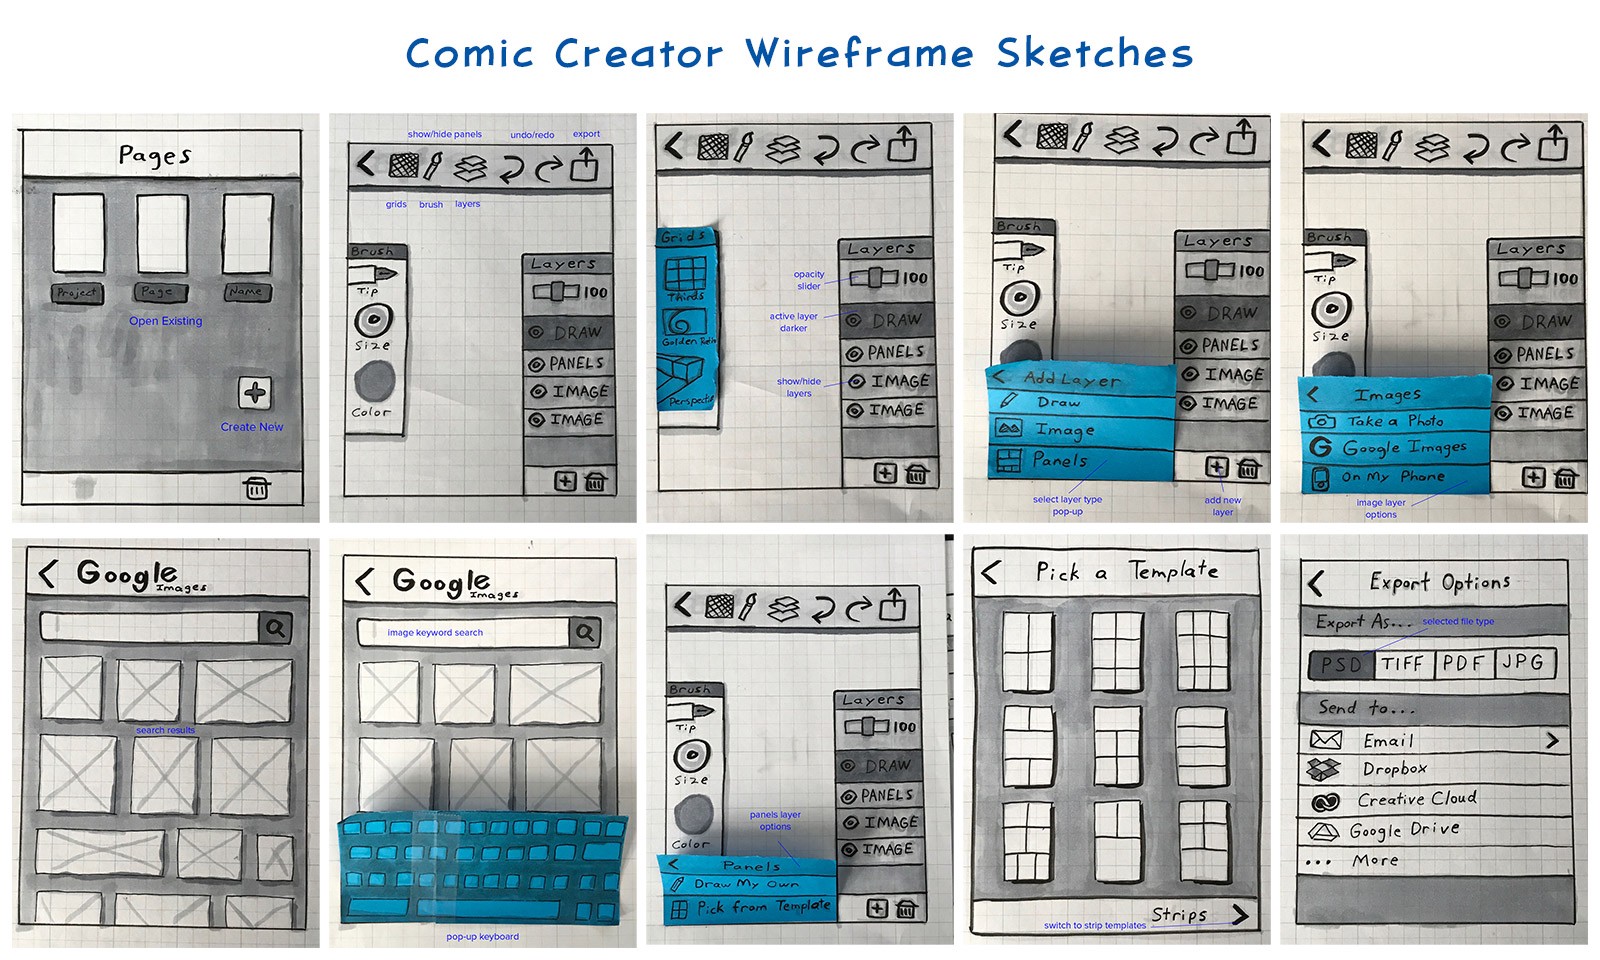 Comic Creator Wireframe Sketches
Pages
Project
Page
Name
Open Existing
Create New
show/hide panels
undo/redo
export
grids
brush
layers
Brush
Tip
Size
Color
Layers
100
DRAW
PANELS
IMAGE
IMAGE
Grids
Thirds
Golden Ratio
Perspective
opacity
slider
active layer
darker
show/hide
layers
Layers
100
DRAW
PANELS
IMAGE
IMAGE
Brush
Tip
Size
Layers
100
DRAW
PANELS
IMAGE
IMAGE
Add Layer
Draw
Image
Panels
select layer type
pop-up
add new
layer
Brush
Tip
Size
Layers
100
DRAW
PANELS
IMAGE
IMAGE
Images
Take a Photo
G Google Images
On My Phone
image layer
options
Google
Images
search results
Google
Images
image keyword search
pop-up keyboard
Brush
Tip
Size
Color
Layers
100
DRAW
PANELS
IMAGE
IMAGE
panels layer
options
Panels
Draw My Own
Pick from Template
Pick a Template
Strips
switch to strip templates
Export Options
Export As...
selected file type
PSD TIFF PDF JPG
Send to...
Email
Dropbox
Creative Cloud
Google Drive
... More